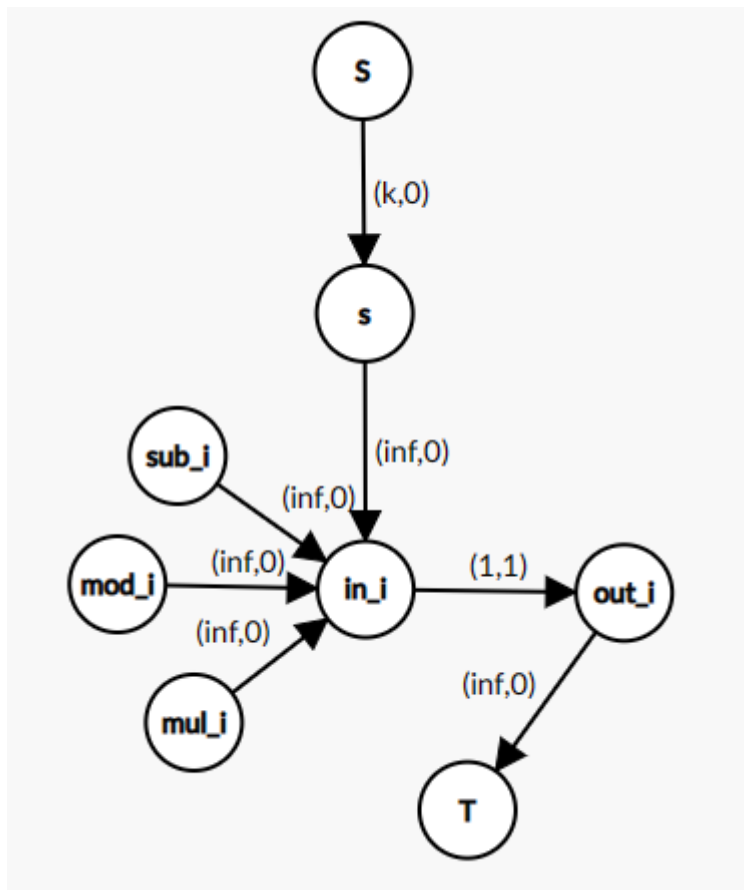 S
(k,0)
s
(inf,0)
sub_i
(inf,0)
mod_i
(inf,0)
in_i
(1,1)
out_i
(inf,0)
mul_i
(inf,0)
T